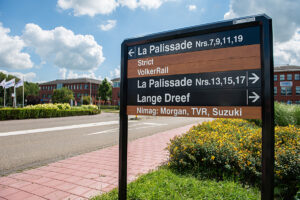 ← La Palissade Nrs.7,9,11,19
Strict
VolkerRail
La Palissade Nrs.13,15,17 →
Lange Dreef →
Nimag: Morgan, TVR, Suzuki